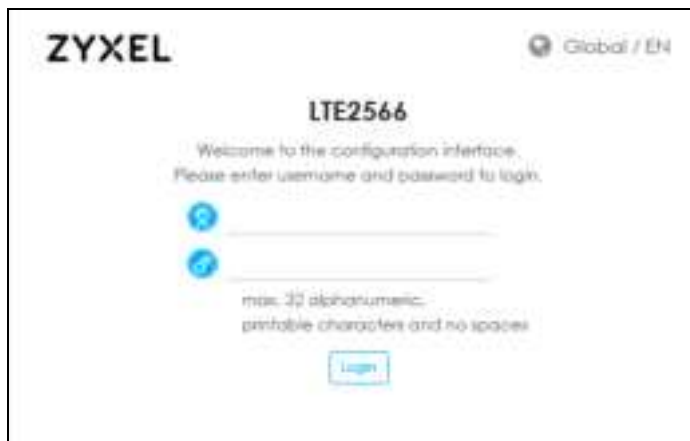 ZYXEL
Global / EN
LTE2566
Welcome to the configuration interface.
Please enter username and password to login.
max. 32 alphanumeric,
printable characters and no spaces
Login